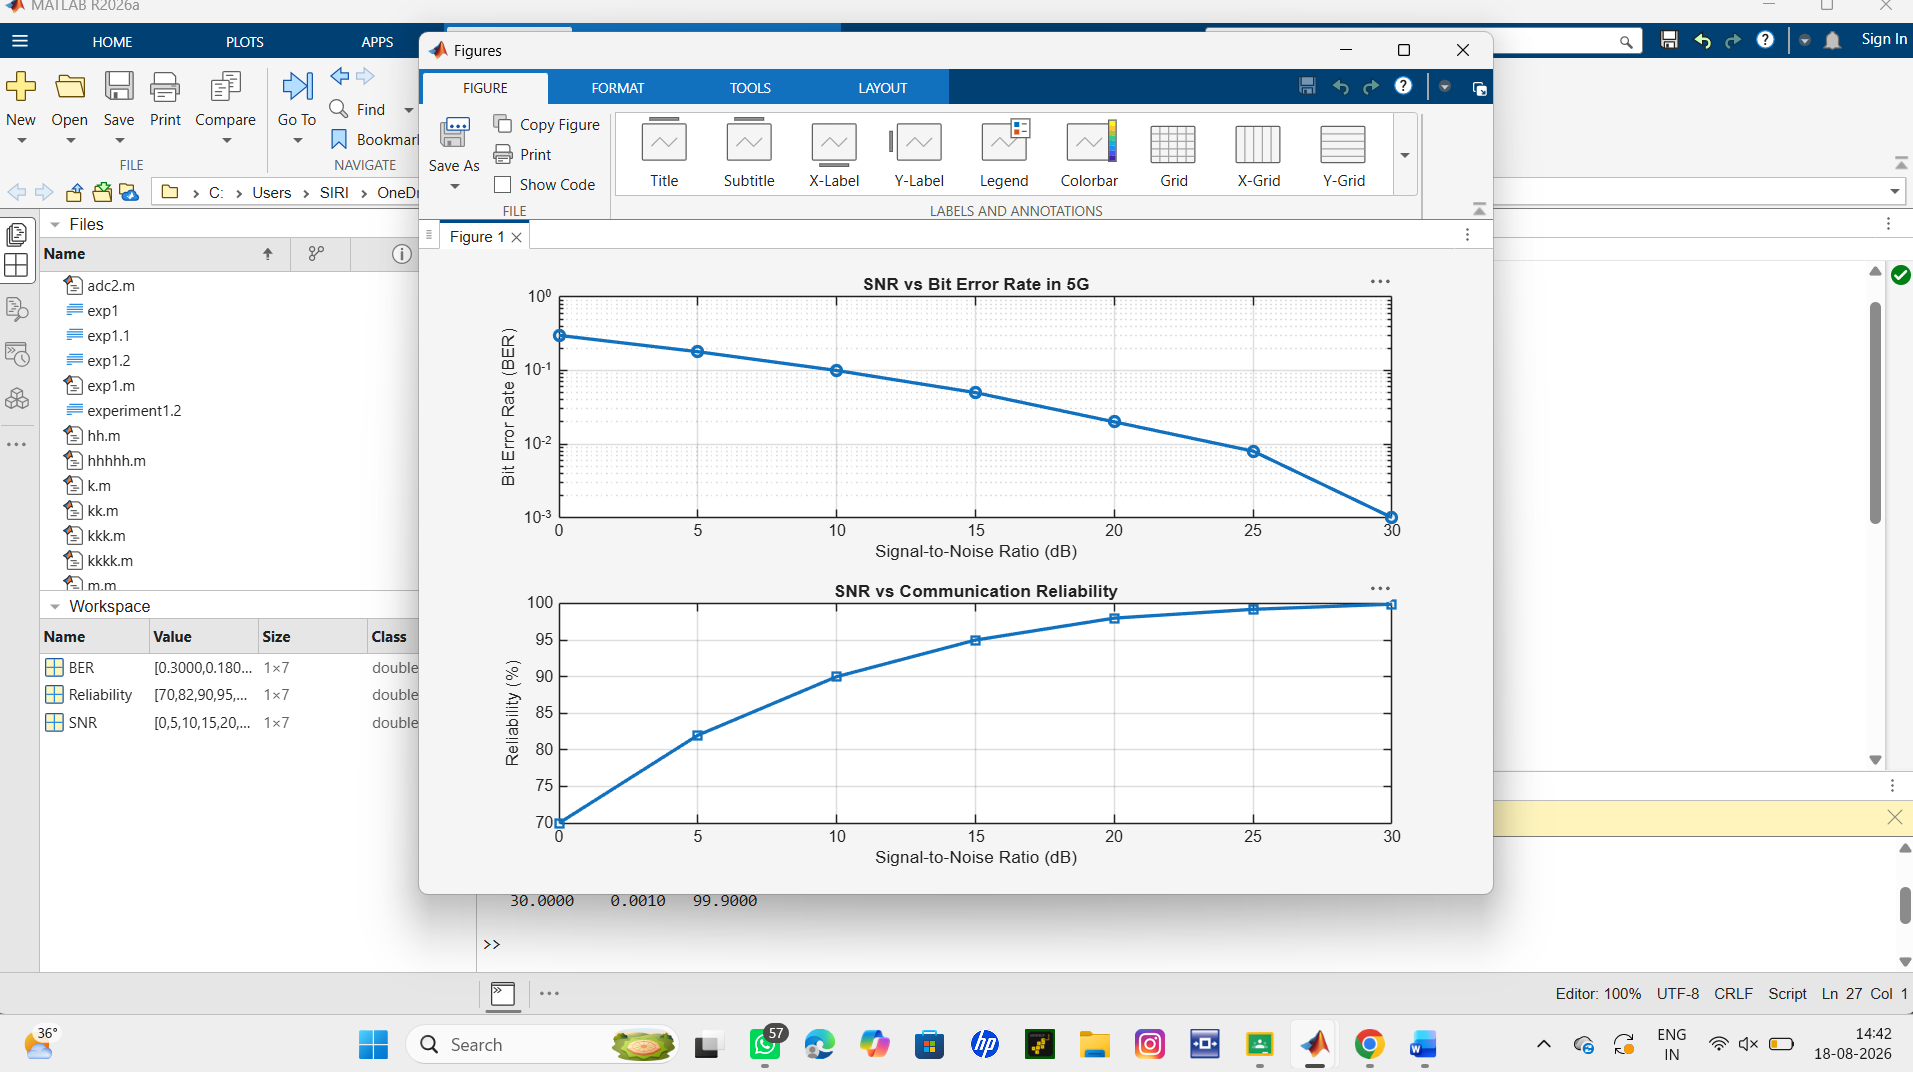 MATLAB R2026a
HOME PLOTS APPS
Sign In
New Open Save Print Compare Go To Find Bookmar
FILE NAVIGATE
C: Users SIRI OneDr
Files
Name
adc2.m
exp1
exp1.1
exp1.2
exp1.m
experiment1.2
hh.m
hhhhh.m
k.m
kk.m
kkk.m
kkkk.m
m.m
Workspace
Name Value Size Class
BER [0.3000,0.180... 1×7 double
Reliability [70,82,90,95,... 1×7 double
SNR [0,5,10,15,20,... 1×7 double
Figures
FIGURE FORMAT TOOLS LAYOUT
Save As Copy Figure Print Show Code
Title Subtitle X-Label Y-Label Legend Colorbar Grid X-Grid Y-Grid
FILE LABELS AND ANNOTATIONS
Figure 1
SNR vs Bit Error Rate in 5G
Bit Error Rate (BER)
10⁰
10⁻¹
10⁻²
10⁻³
0 5 10 15 20 25 30
Signal-to-Noise Ratio (dB)
SNR vs Communication Reliability
Reliability (%)
100
95
90
85
80
75
70
0 5 10 15 20 25 30
Signal-to-Noise Ratio (dB)
30.0000 0.0010 99.9000
>>
Editor: 100% UTF-8 CRLF Script Ln 27 Col 1
36°
Search
57
hp
ENG
IN
14:42
18-08-2026